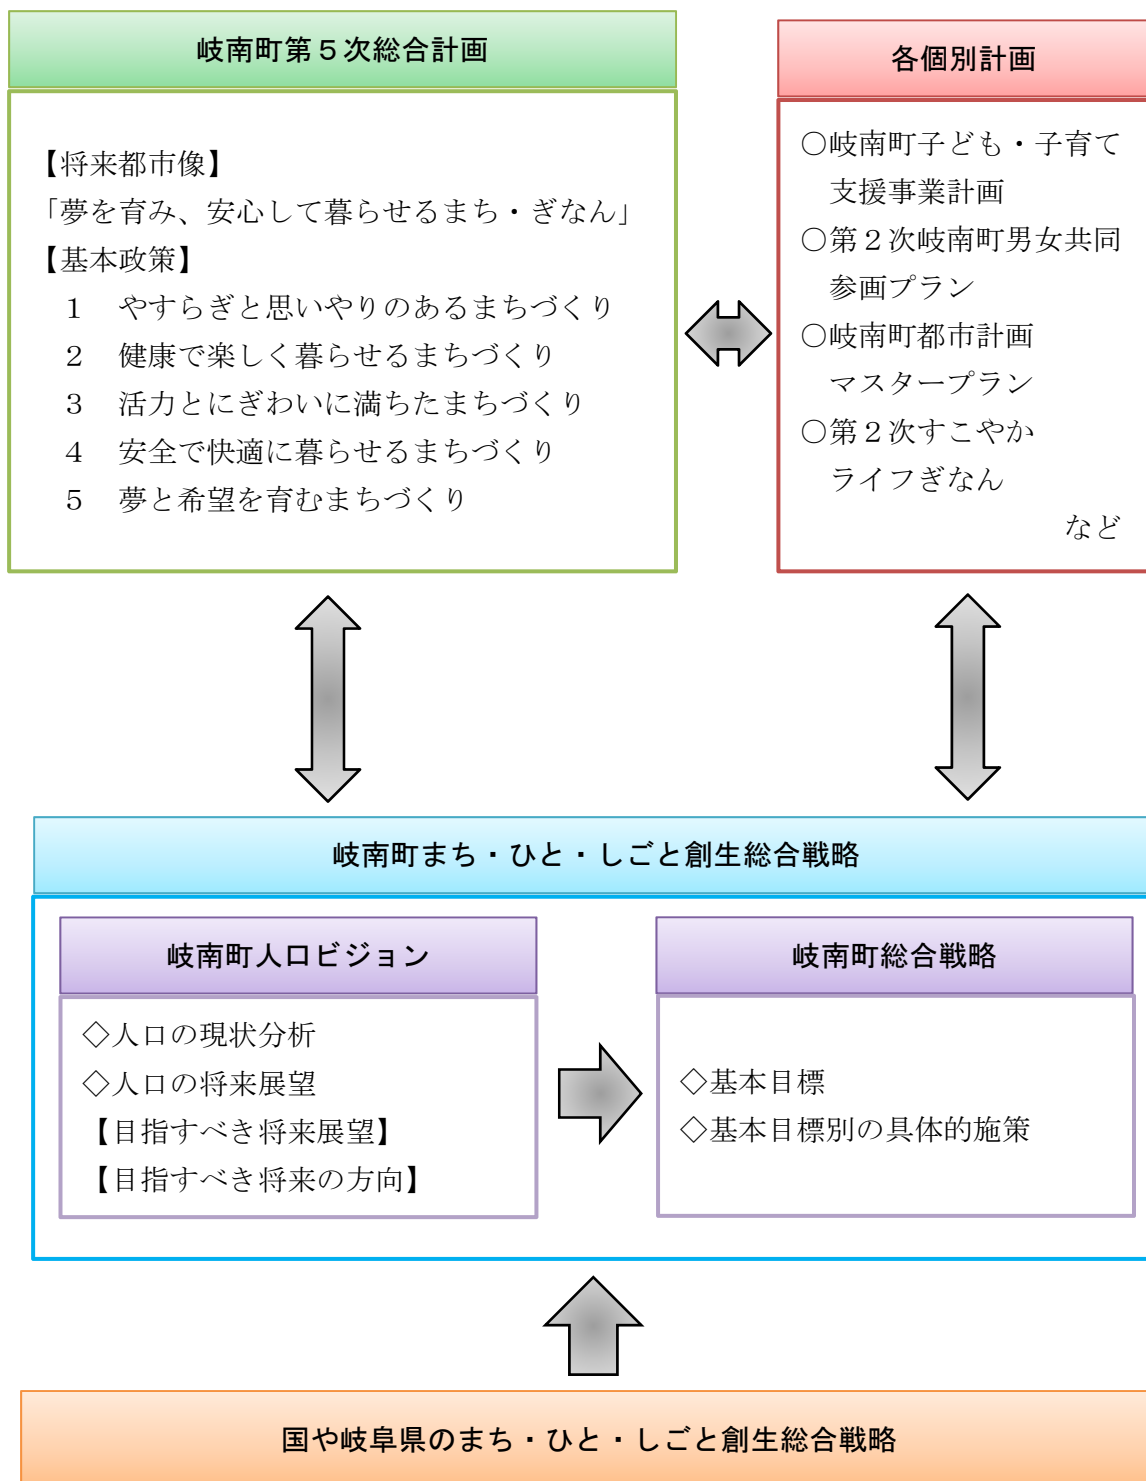 岐南町第５次総合計画
【将来都市像】
「夢を育み、安心して暮らせるまち・ぎなん」
【基本政策】
１　やすらぎと思いやりのあるまちづくり
２　健康で楽しく暮らせるまちづくり
３　活力とにぎわいに満ちたまちづくり
４　安全で快適に暮らせるまちづくり
５　夢と希望を育むまちづくり
各個別計画
○岐南町子ども・子育て
支援事業計画
○第２次岐南町男女共同
参画プラン
○岐南町都市計画
マスタープラン
○第２次すこやか
ライフぎなん
など
岐南町まち・ひと・しごと創生総合戦略
岐南町人口ビジョン
◇人口の現状分析
◇人口の将来展望
【目指すべき将来展望】
【目指すべき将来の方向】
岐南町総合戦略
◇基本目標
◇基本目標別の具体的施策
国や岐阜県のまち・ひと・しごと創生総合戦略